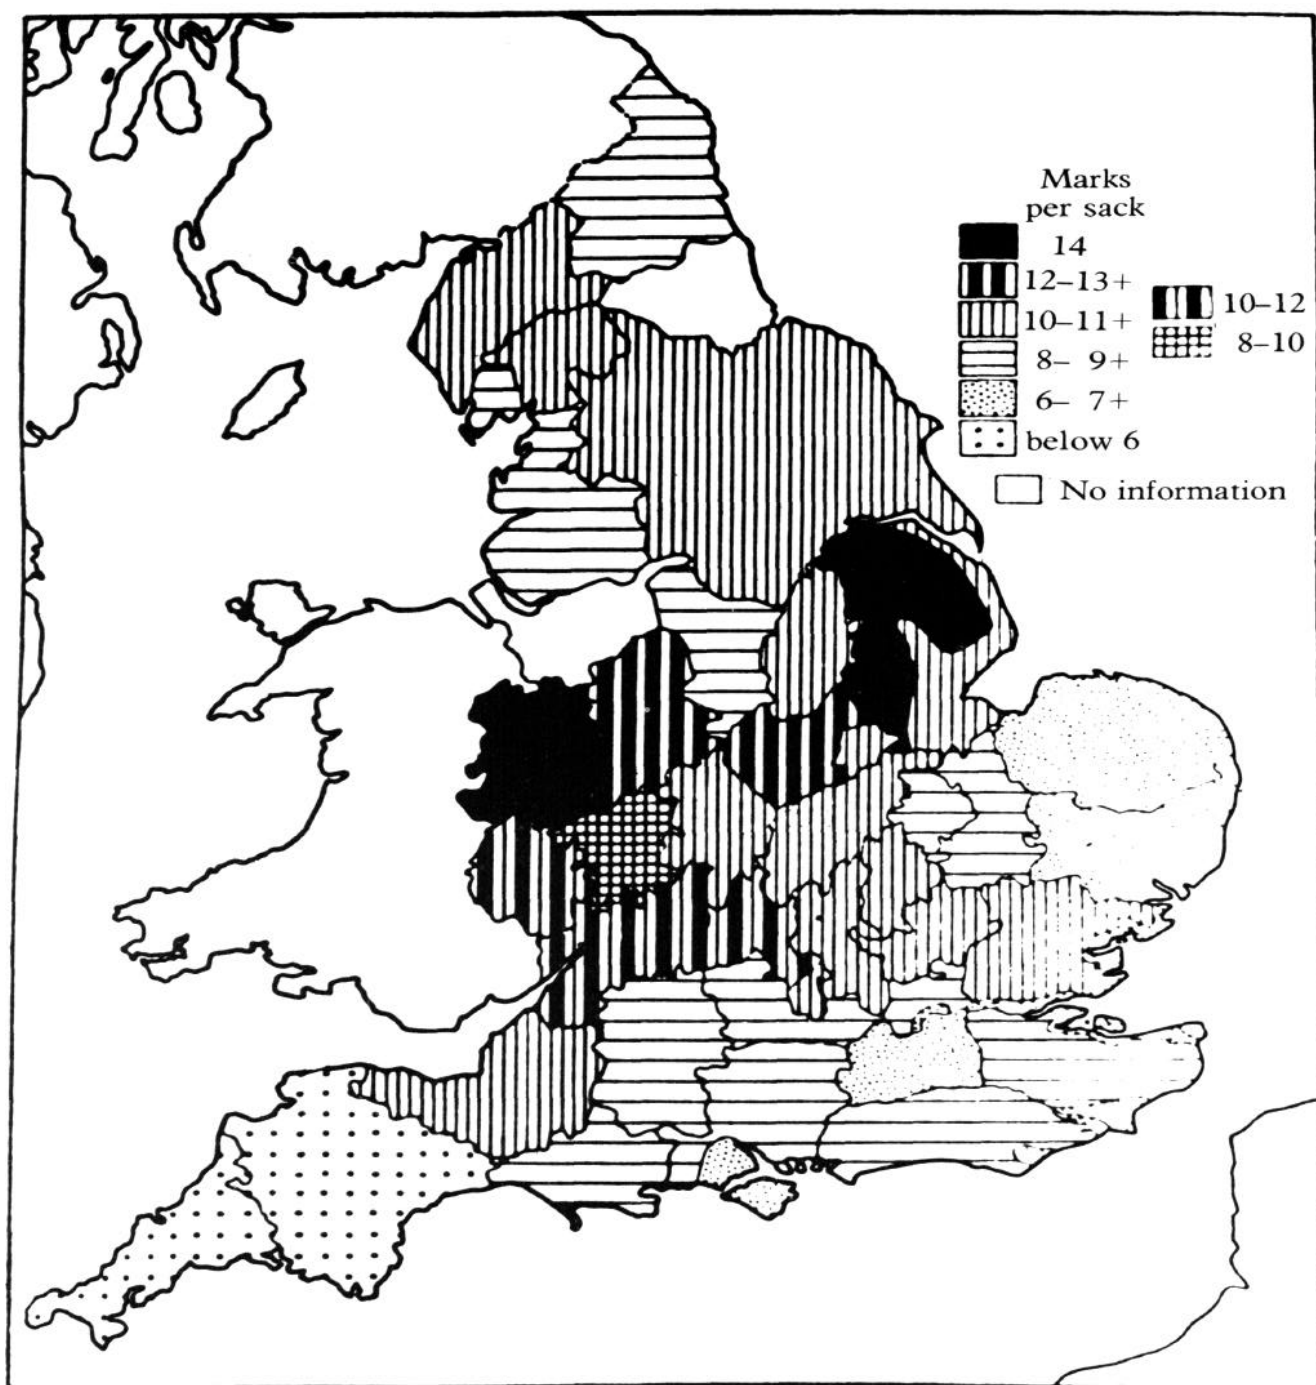 Marks
per sack
14
12–13+
10–11+
8– 9+
6– 7+
below 6
10–12
8–10
No information